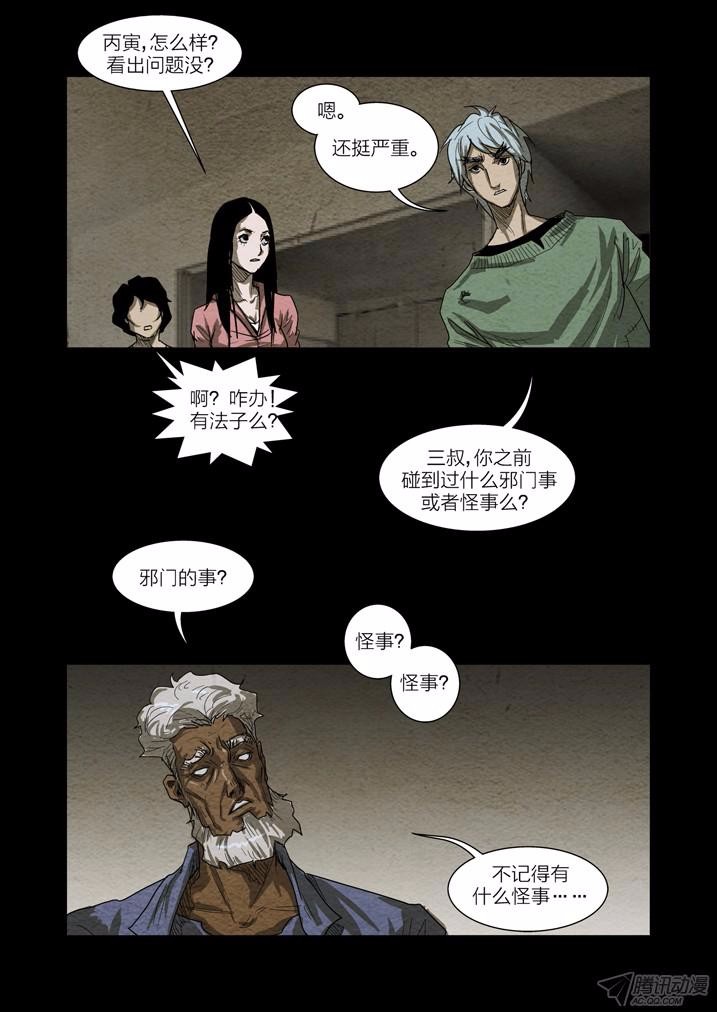 丙寅，怎么样？
看出问题没？
嗯。
还挺严重。
啊？咋办！
有法子么？
三叔，你之前
碰到过什么邪门事
或者怪事么？
邪门的事？
怪事？
怪事？
不记得有
什么怪事……
腾讯动漫